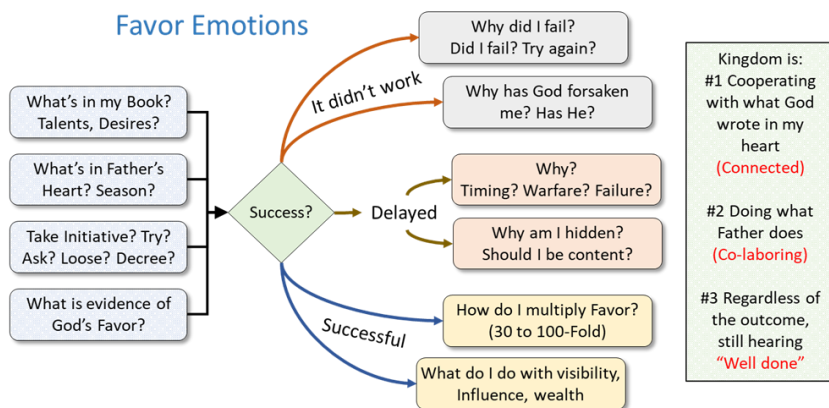 Favor Emotions
What's in my Book?
Talents, Desires?
What's in Father's
Heart? Season?
Take Initiative? Try?
Ask? Loose? Decree?
What is evidence of
God's Favor?
Success?
It didn't work
Why did I fail?
Did I fail? Try again?
Why has God forsaken
me? Has He?
Delayed
Why?
Timing? Warfare? Failure?
Why am I hidden?
Should I be content?
Successful
How do I multiply Favor?
(30 to 100-Fold)
What do I do with visibility,
Influence, wealth
Kingdom is:
#1 Cooperating
with what God
wrote in my
heart
(Connected)
#2 Doing what
Father does
(Co-laboring)
#3 Regardless of
the outcome,
still hearing
"Well done"